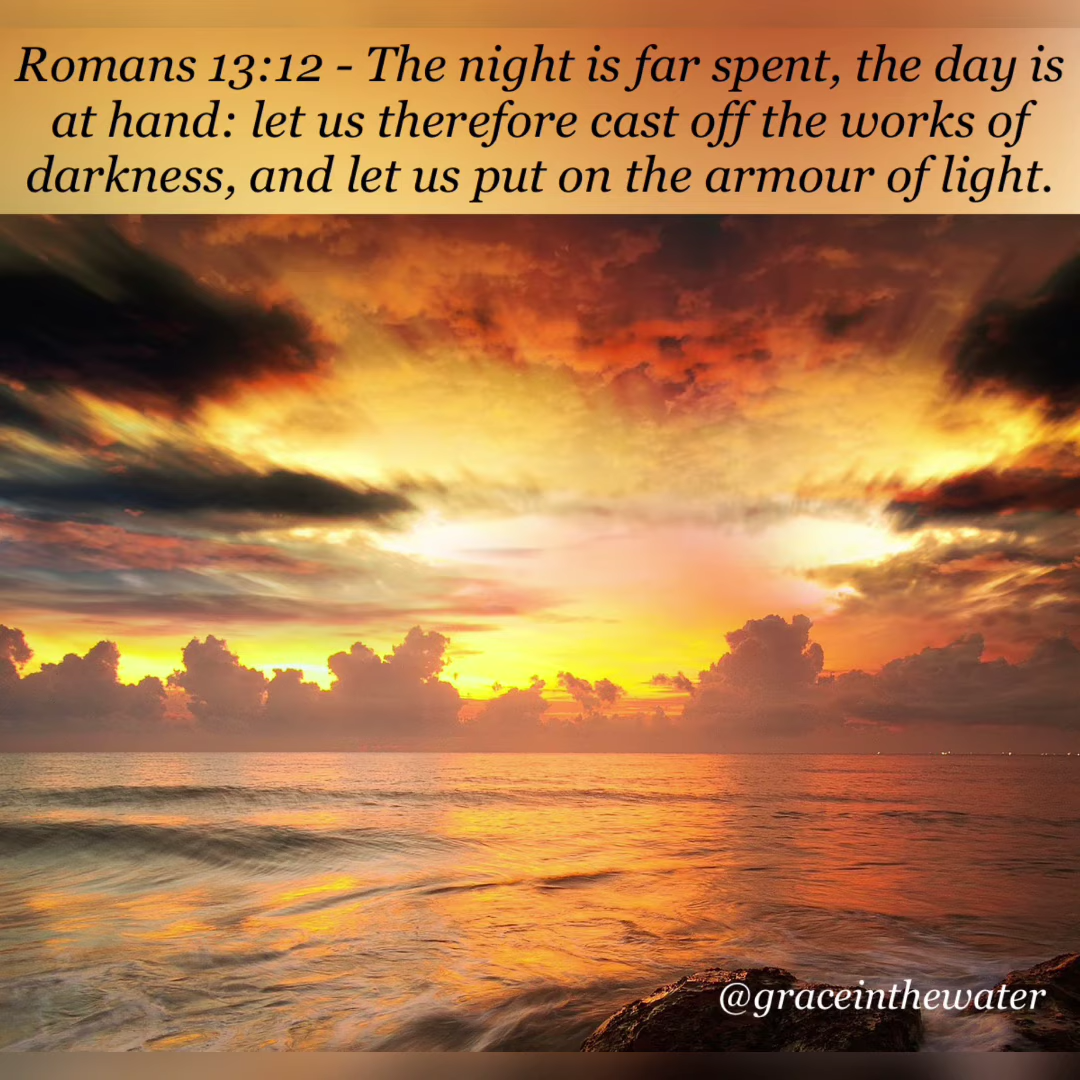 Romans 13:12 - The night is far spent, the day is
at hand: let us therefore cast off the works of
darkness, and let us put on the armour of light.
@graceinthewater